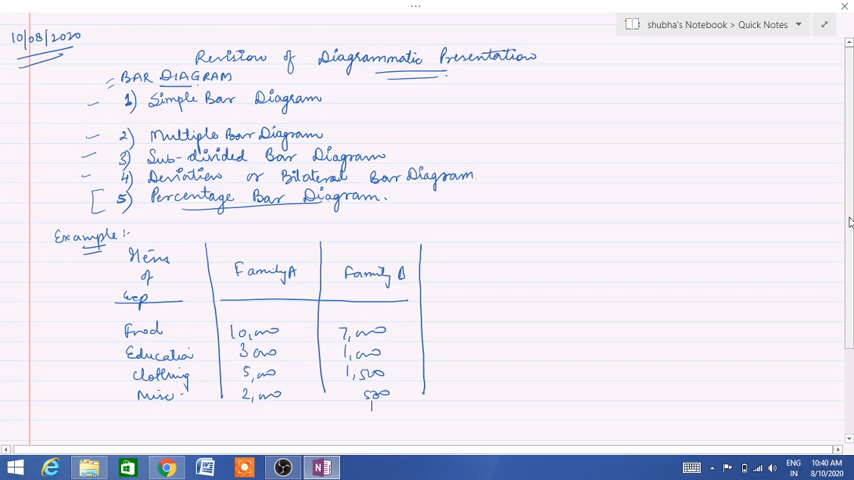 shubha's Notebook > Quick Notes
10/08/2020
Revision of Diagrammatic Presentation
BAR DIAGRAM
1) Simple Bar Diagram
2) Multiple Bar Diagram
3) Sub-divided Bar Diagram
4) Deviation or Bilateral Bar Diagram
5) Percentage Bar Diagram.
Example:-
Items of Exp Family A Family B
Food 10,000 7,000
Education 3000 1,000
Clothing 5,000 1,500
Misc. 2,000 500
ENG 10:40 AM
IN 8/10/2020